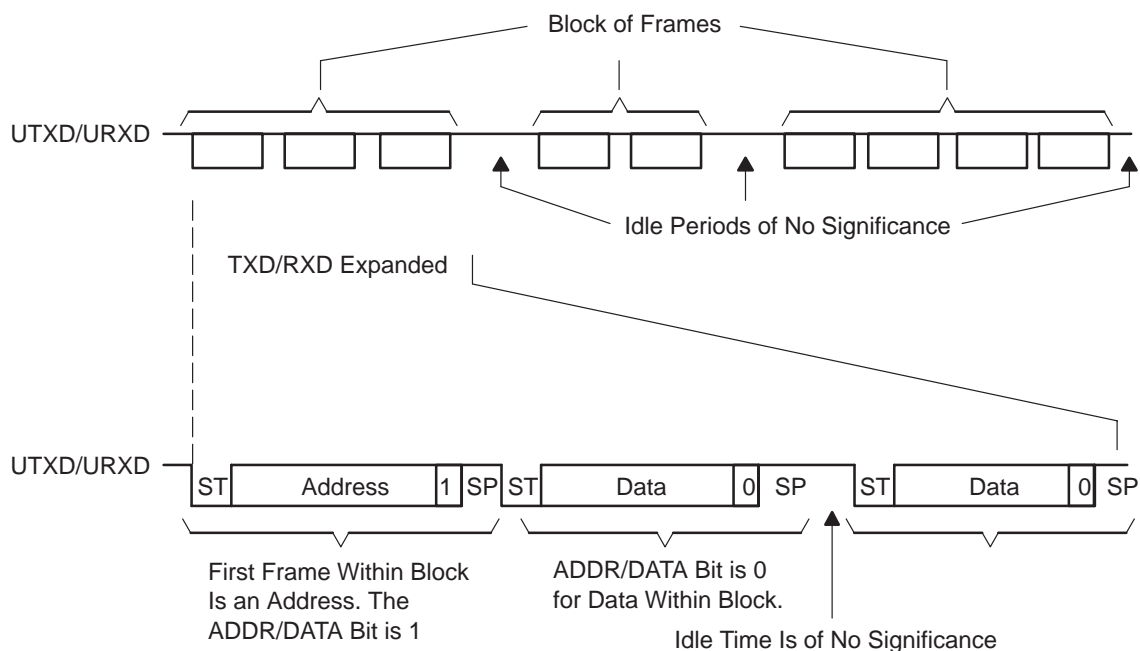 Block of Frames
UTXD/URXD
Idle Periods of No Significance
TXD/RXD Expanded
UTXD/URXD
ST Address 1 SP ST Data 0 SP ST Data 0 SP
First Frame Within Block
Is an Address. The
ADDR/DATA Bit is 1
ADDR/DATA Bit is 0
for Data Within Block.
Idle Time Is of No Significance